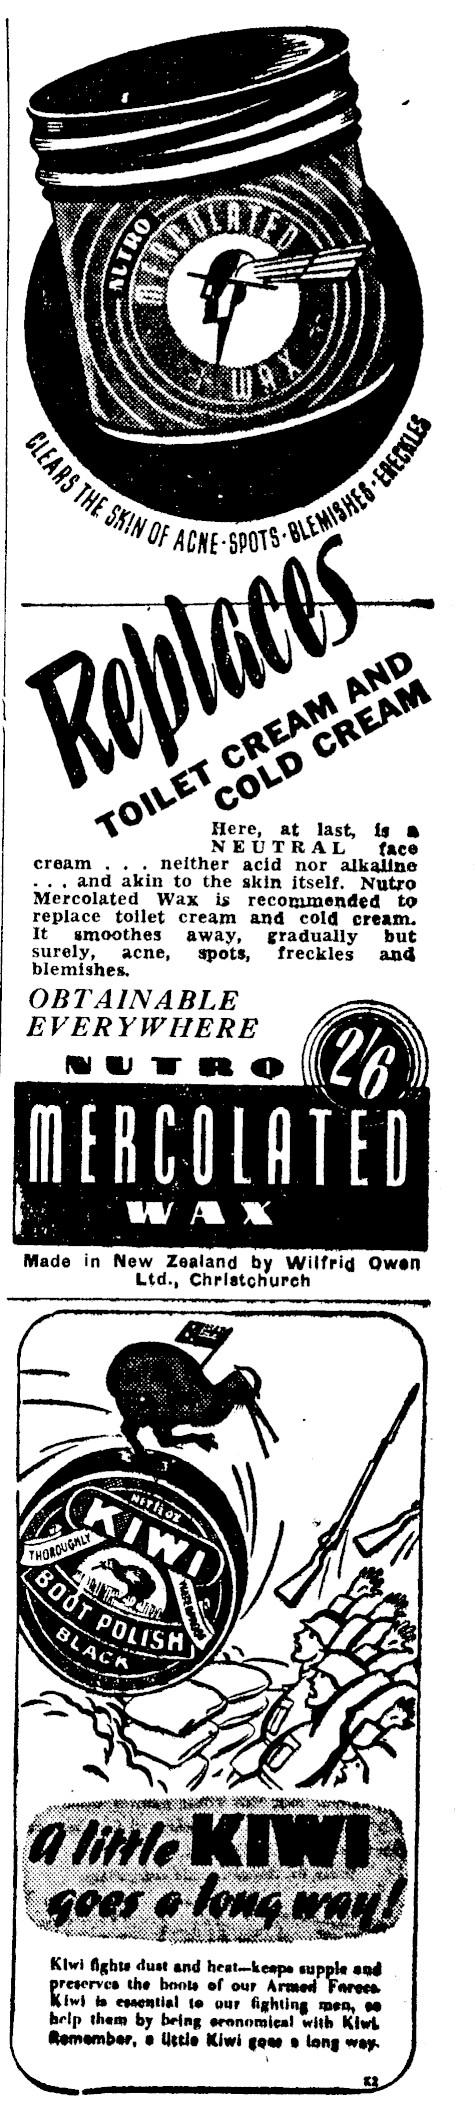 NUTRO
MERCOLATED
WAX
CLEARS THE SKIN OF ACNE·SPOTS·BLEMISHES·FRECKLES
Replaces
TOILET CREAM AND
COLD CREAM
Here, at last, is a
NEUTRAL face
cream . . . neither acid nor alkaline
. . . and akin to the skin itself. Nutro
Mercolated Wax is recommended to
replace toilet cream and cold cream.
It smoothes away, gradually but
surely, acne, spots, freckles and
blemishes.
OBTAINABLE
EVERYWHERE
2/6
NUTRO
MERCOLATED
WAX
Made in New Zealand by Wilfrid Owen
Ltd., Christchurch
KIWI
THOROUGHLY
BOOT POLISH
BLACK
A little KIWI
goes a long way!
Kiwi fights dust and heat—keeps supple and
preserves the boots of our Armed Forces.
Kiwi is essential to our fighting men, so
help them by being economical with Kiwi.
Remember, a little Kiwi goes a long way.
K2